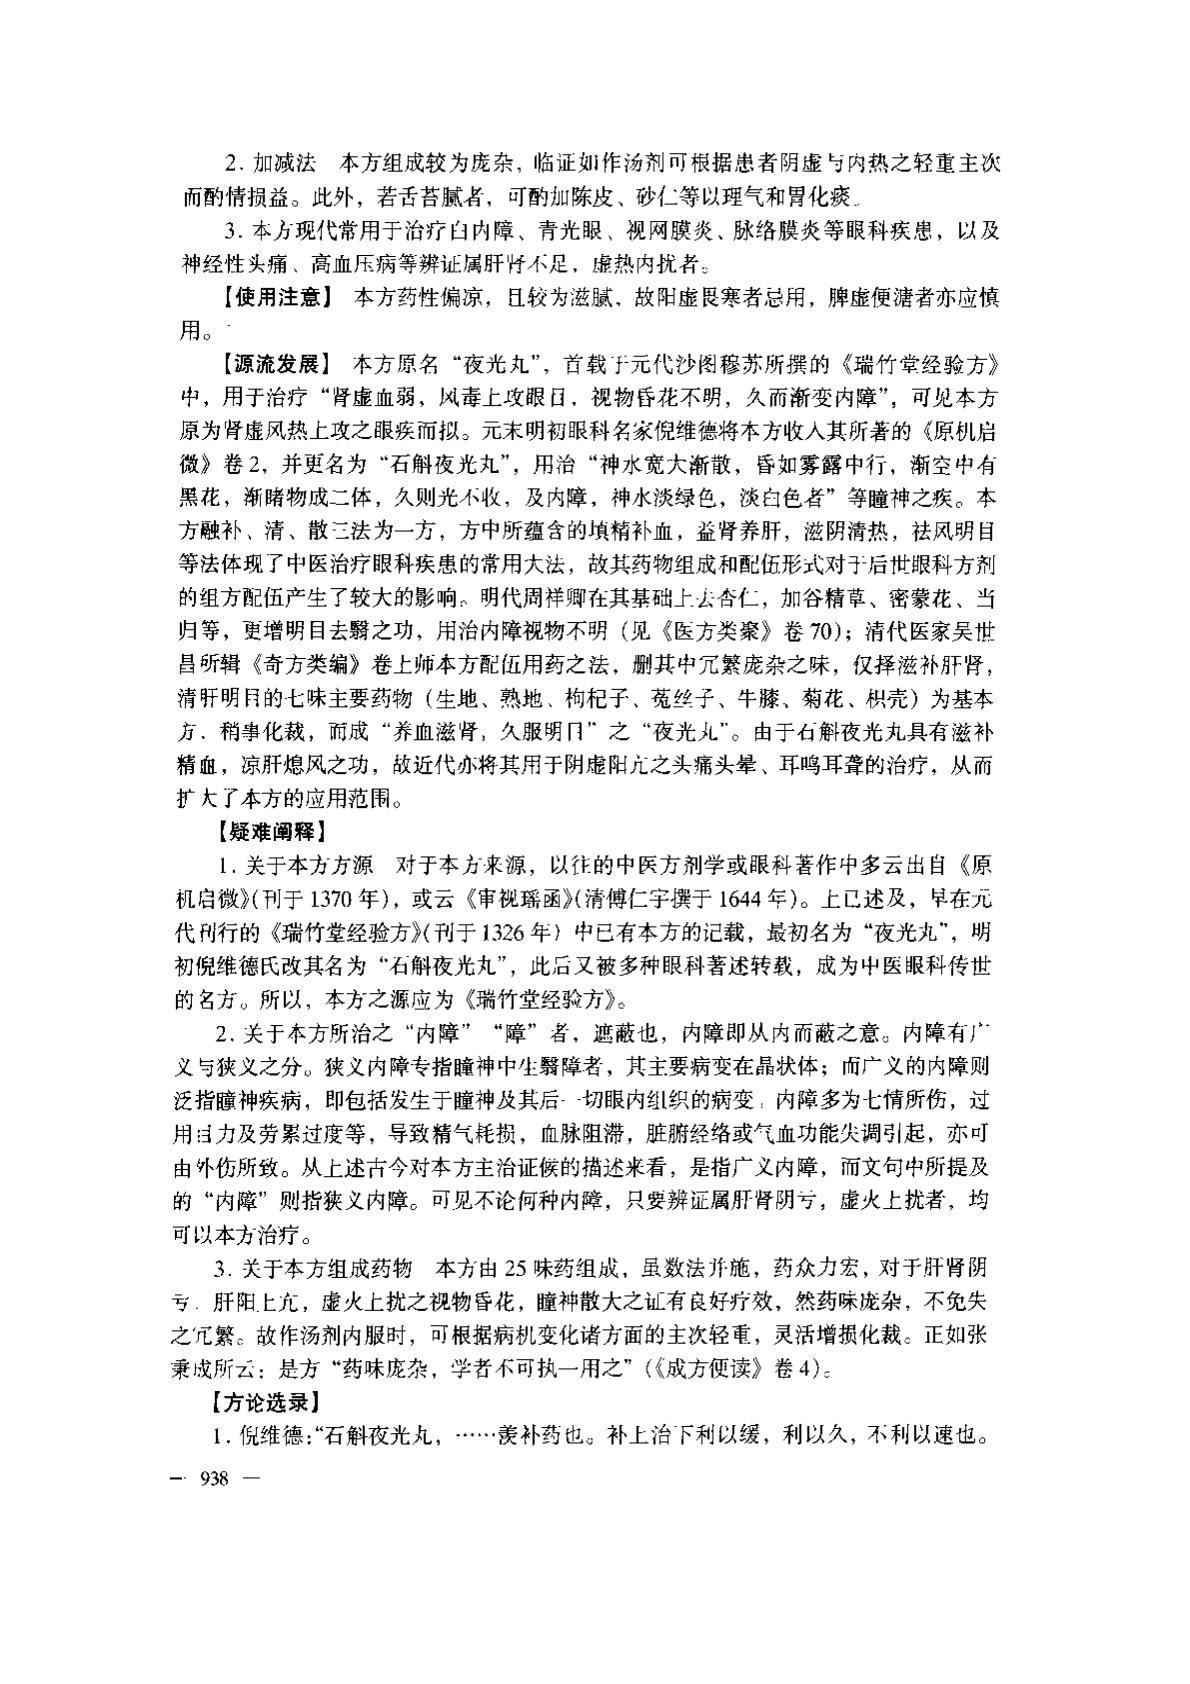 2. 加减法　本方组成较为庞杂，临证如作汤剂可根据患者阴虚与内热之轻重主次
而酌情损益。此外，若舌苔腻者，可酌加陈皮、砂仁等以理气和胃化痰。
3. 本方现代常用于治疗白内障、青光眼、视网膜炎、脉络膜炎等眼科疾患，以及
神经性头痛、高血压病等辨证属肝肾不足，虚热内扰者。
【使用注意】　本方药性偏凉，且较为滋腻，故阳虚畏寒者忌用，脾虚便溏者亦应慎
用。
【源流发展】　本方原名“夜光丸”，首载于元代沙图穆苏所撰的《瑞竹堂经验方》
中，用于治疗“肾虚血弱，风毒上攻眼目，视物昏花不明，久而渐变内障”，可见本方
原为肾虚风热上攻之眼疾而拟。元末明初眼科名家倪维德将本方收入其所著的《原机启
微》卷 2，并更名为“石斛夜光丸”，用治“神水宽大渐散，昏如雾露中行，渐空中有
黑花，渐睹物成二体，久则光不收，及内障，神水淡绿色，淡白色者”等瞳神之疾。本
方融补、清、散三法为一方，方中所蕴含的填精补血，益肾养肝，滋阴清热，祛风明目
等法体现了中医治疗眼科疾患的常用大法，故其药物组成和配伍形式对于后世眼科方剂
的组方配伍产生了较大的影响。明代周祥卿在其基础上去杏仁，加谷精草、密蒙花、当
归等，更增明目去翳之功，用治内障视物不明（见《医方类聚》卷 70）；清代医家吴世
昌所辑《奇方类编》卷上师本方配伍用药之法，删其中冗繁庞杂之味，仅择滋补肝肾，
清肝明目的七味主要药物（生地、熟地、枸杞子、菟丝子、牛膝、菊花、枳壳）为基本
方，稍事化裁，而成“养血滋肾，久服明目”之“夜光丸”。由于石斛夜光丸具有滋补
精血，凉肝熄风之功，故近代亦将其用于阴虚阳亢之头痛头晕、耳鸣耳聋的治疗，从而
扩大了本方的应用范围。
【疑难阐释】
1. 关于本方方源　对于本方来源，以往的中医方剂学或眼科著作中多云出自《原
机启微》（刊于 1370 年），或云《审视瑶函》（清傅仁宇撰于 1644 年）。上已述及，早在元
代刊行的《瑞竹堂经验方》（刊于 1326 年）中已有本方的记载，最初名为“夜光丸”，明
初倪维德氏改其名为“石斛夜光丸”，此后又被多种眼科著述转载，成为中医眼科传世
的名方。所以，本方之源应为《瑞竹堂经验方》。
2. 关于本方所治之“内障”　“障”者，遮蔽也，内障即从内而蔽之意。内障有广
义与狭义之分。狭义内障专指瞳神中生翳障者，其主要病变在晶状体；而广义的内障则
泛指瞳神疾病，即包括发生于瞳神及其后一切眼内组织的病变。内障多为七情所伤，过
用目力及劳累过度等，导致精气耗损，血脉阻滞，脏腑经络或气血功能失调引起，亦可
由外伤所致。从上述古今对本方主治证候的描述来看，是指广义内障，而文句中所提及
的“内障”则指狭义内障。可见不论何种内障，只要辨证属肝肾阴亏，虚火上扰者，均
可以本方治疗。
3. 关于本方组成药物　本方由 25 味药组成，虽数法并施，药众力宏，对于肝肾阴
亏，肝阳上亢，虚火上扰之视物昏花，瞳神散大之证有良好疗效，然药味庞杂，不免失
之冗繁。故作汤剂内服时，可根据病机变化诸方面的主次轻重，灵活增损化裁。正如张
秉成所云：是方“药味庞杂，学者不可执一用之”（《成方便读》卷 4）。
【方论选录】
1. 倪维德：“石斛夜光丸，……羡补药也。补上治下利以缓，利以久，不利以速也。
— 938 —